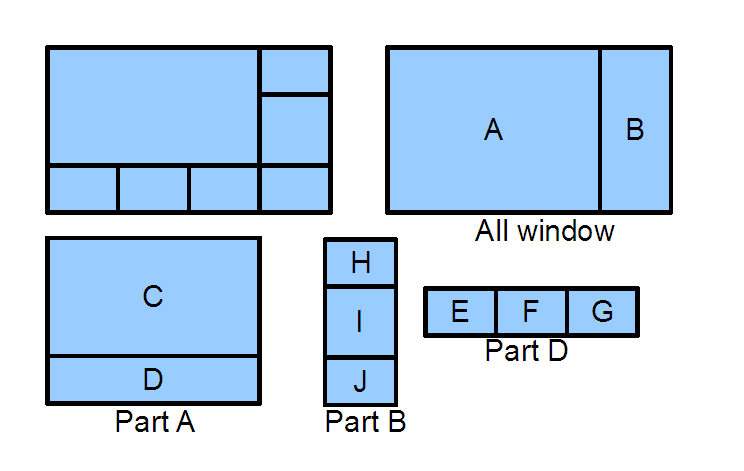 A B
All window
C
D
Part A
H
I
J
Part B
E F G
Part D